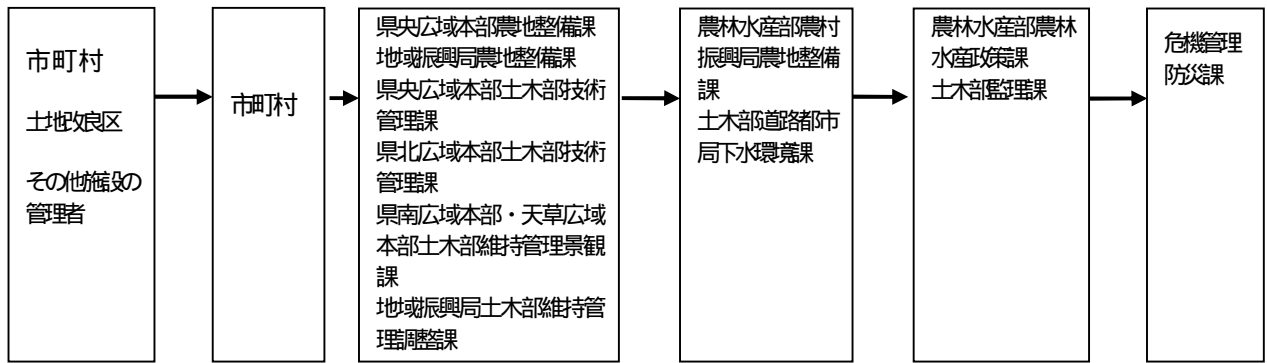 市町村
土地改良区
その他施設の
管理者
市町村
県央広域本部農地整備課
地域振興局農地整備課
県央広域本部土木部技術
管理課
県北広域本部土木部技術
管理課
県南広域本部・天草広域
本部土木部維持管理景観
課
地域振興局土木部維持管
理調整課
農林水産部農村
振興局農地整備
課
土木部道路都市
局下水環境課
農林水産部農林
水産政策課
土木部監理課
危機管理
防災課